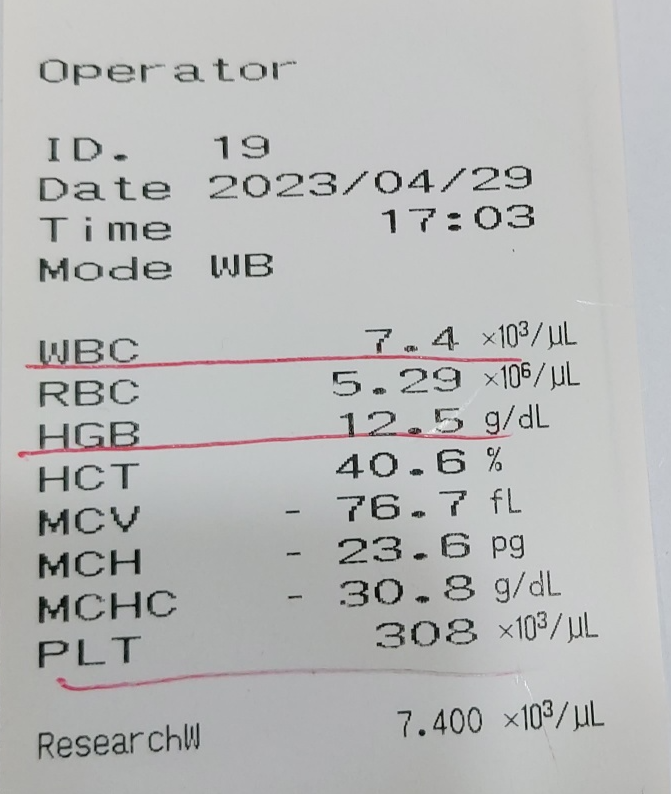 Operator
ID. 19
Date 2023/04/29
Time 17:03
Mode WB
WBC 7.4 ×10³/µL
RBC 5.29 ×10⁶/µL
HGB 12.5 g/dL
HCT 40.6 %
MCV - 76.7 fL
MCH - 23.6 pg
MCHC - 30.8 g/dL
PLT 308 ×10³/µL
ResearchW 7.400 ×10³/µL